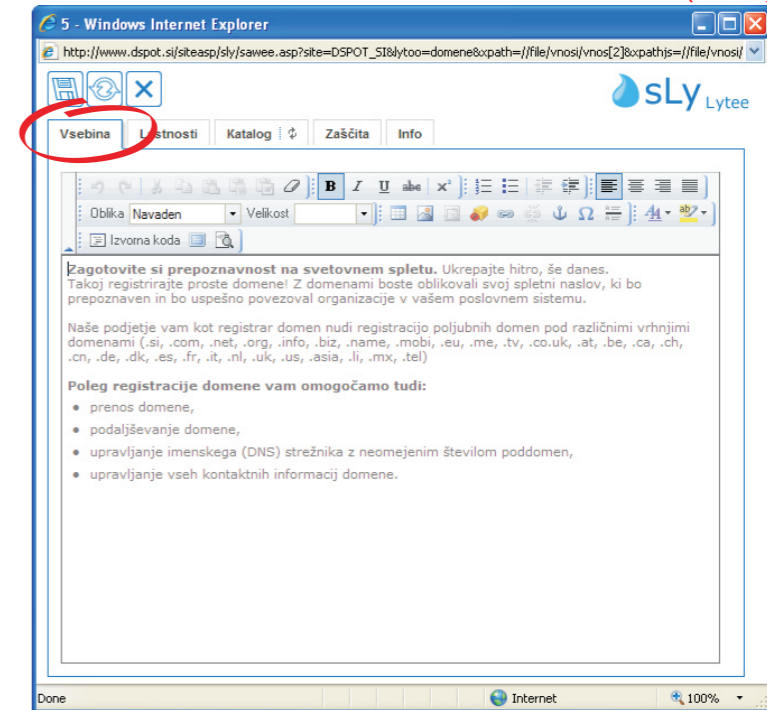 5 - Windows Internet Explorer
http://www.dspot.si/siteasp/sly/sawee.asp?site=DSPOT_SI&lytoo=domene&xpath=//file/vnosi/vnos[2]&xpathjs=//file/vnosi/
sLy Lytee
Vsebina Lastnosti Katalog Zaščita Info
B I U abc x²
Oblika Navaden Velikost Ω
Izvorna koda
Zagotovite si prepoznavnost na svetovnem spletu. Ukrepajte hitro, še danes.
Takoj registrirajte proste domene! Z domenami boste oblikovali svoj spletni naslov, ki bo
prepoznaven in bo uspešno povezoval organizacije v vašem poslovnem sistemu.
Naše podjetje vam kot registrar domen nudi registracijo poljubnih domen pod različnimi vrhnjimi
domenami (.si, .com, .net, .org, .info, .biz, .name, .mobi, .eu, .me, .tv, .co.uk, .at, .be, .ca, .ch,
.cn, .de, .dk, .es, .fr, .it, .nl, .uk, .us, .asia, .li, .mx, .tel)
Poleg registracije domene vam omogočamo tudi:
• prenos domene,
• podaljševanje domene,
• upravljanje imenskega (DNS) strežnika z neomejenim številom poddomen,
• upravljanje vseh kontaktnih informacij domene.
Done Internet 100%